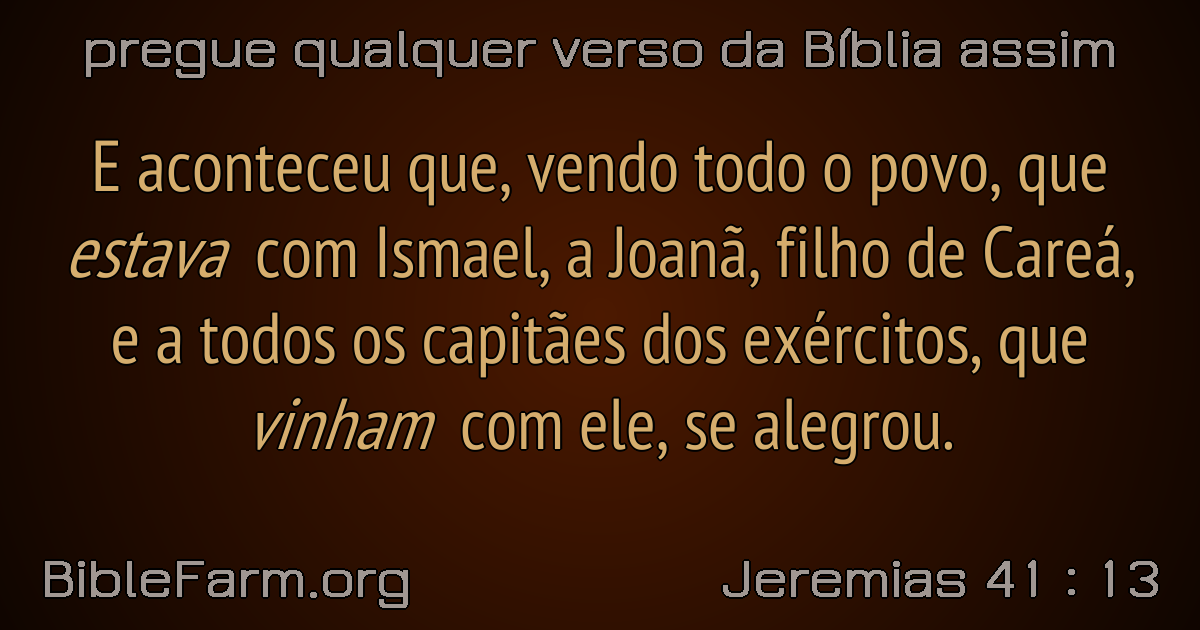 pregue qualquer verso da Bíblia assim
E aconteceu que, vendo todo o povo, que
estava com Ismael, a Joanã, filho de Careá,
e a todos os capitães dos exércitos, que
vinham com ele, se alegrou.
BibleFarm.org
Jeremias 41 : 13